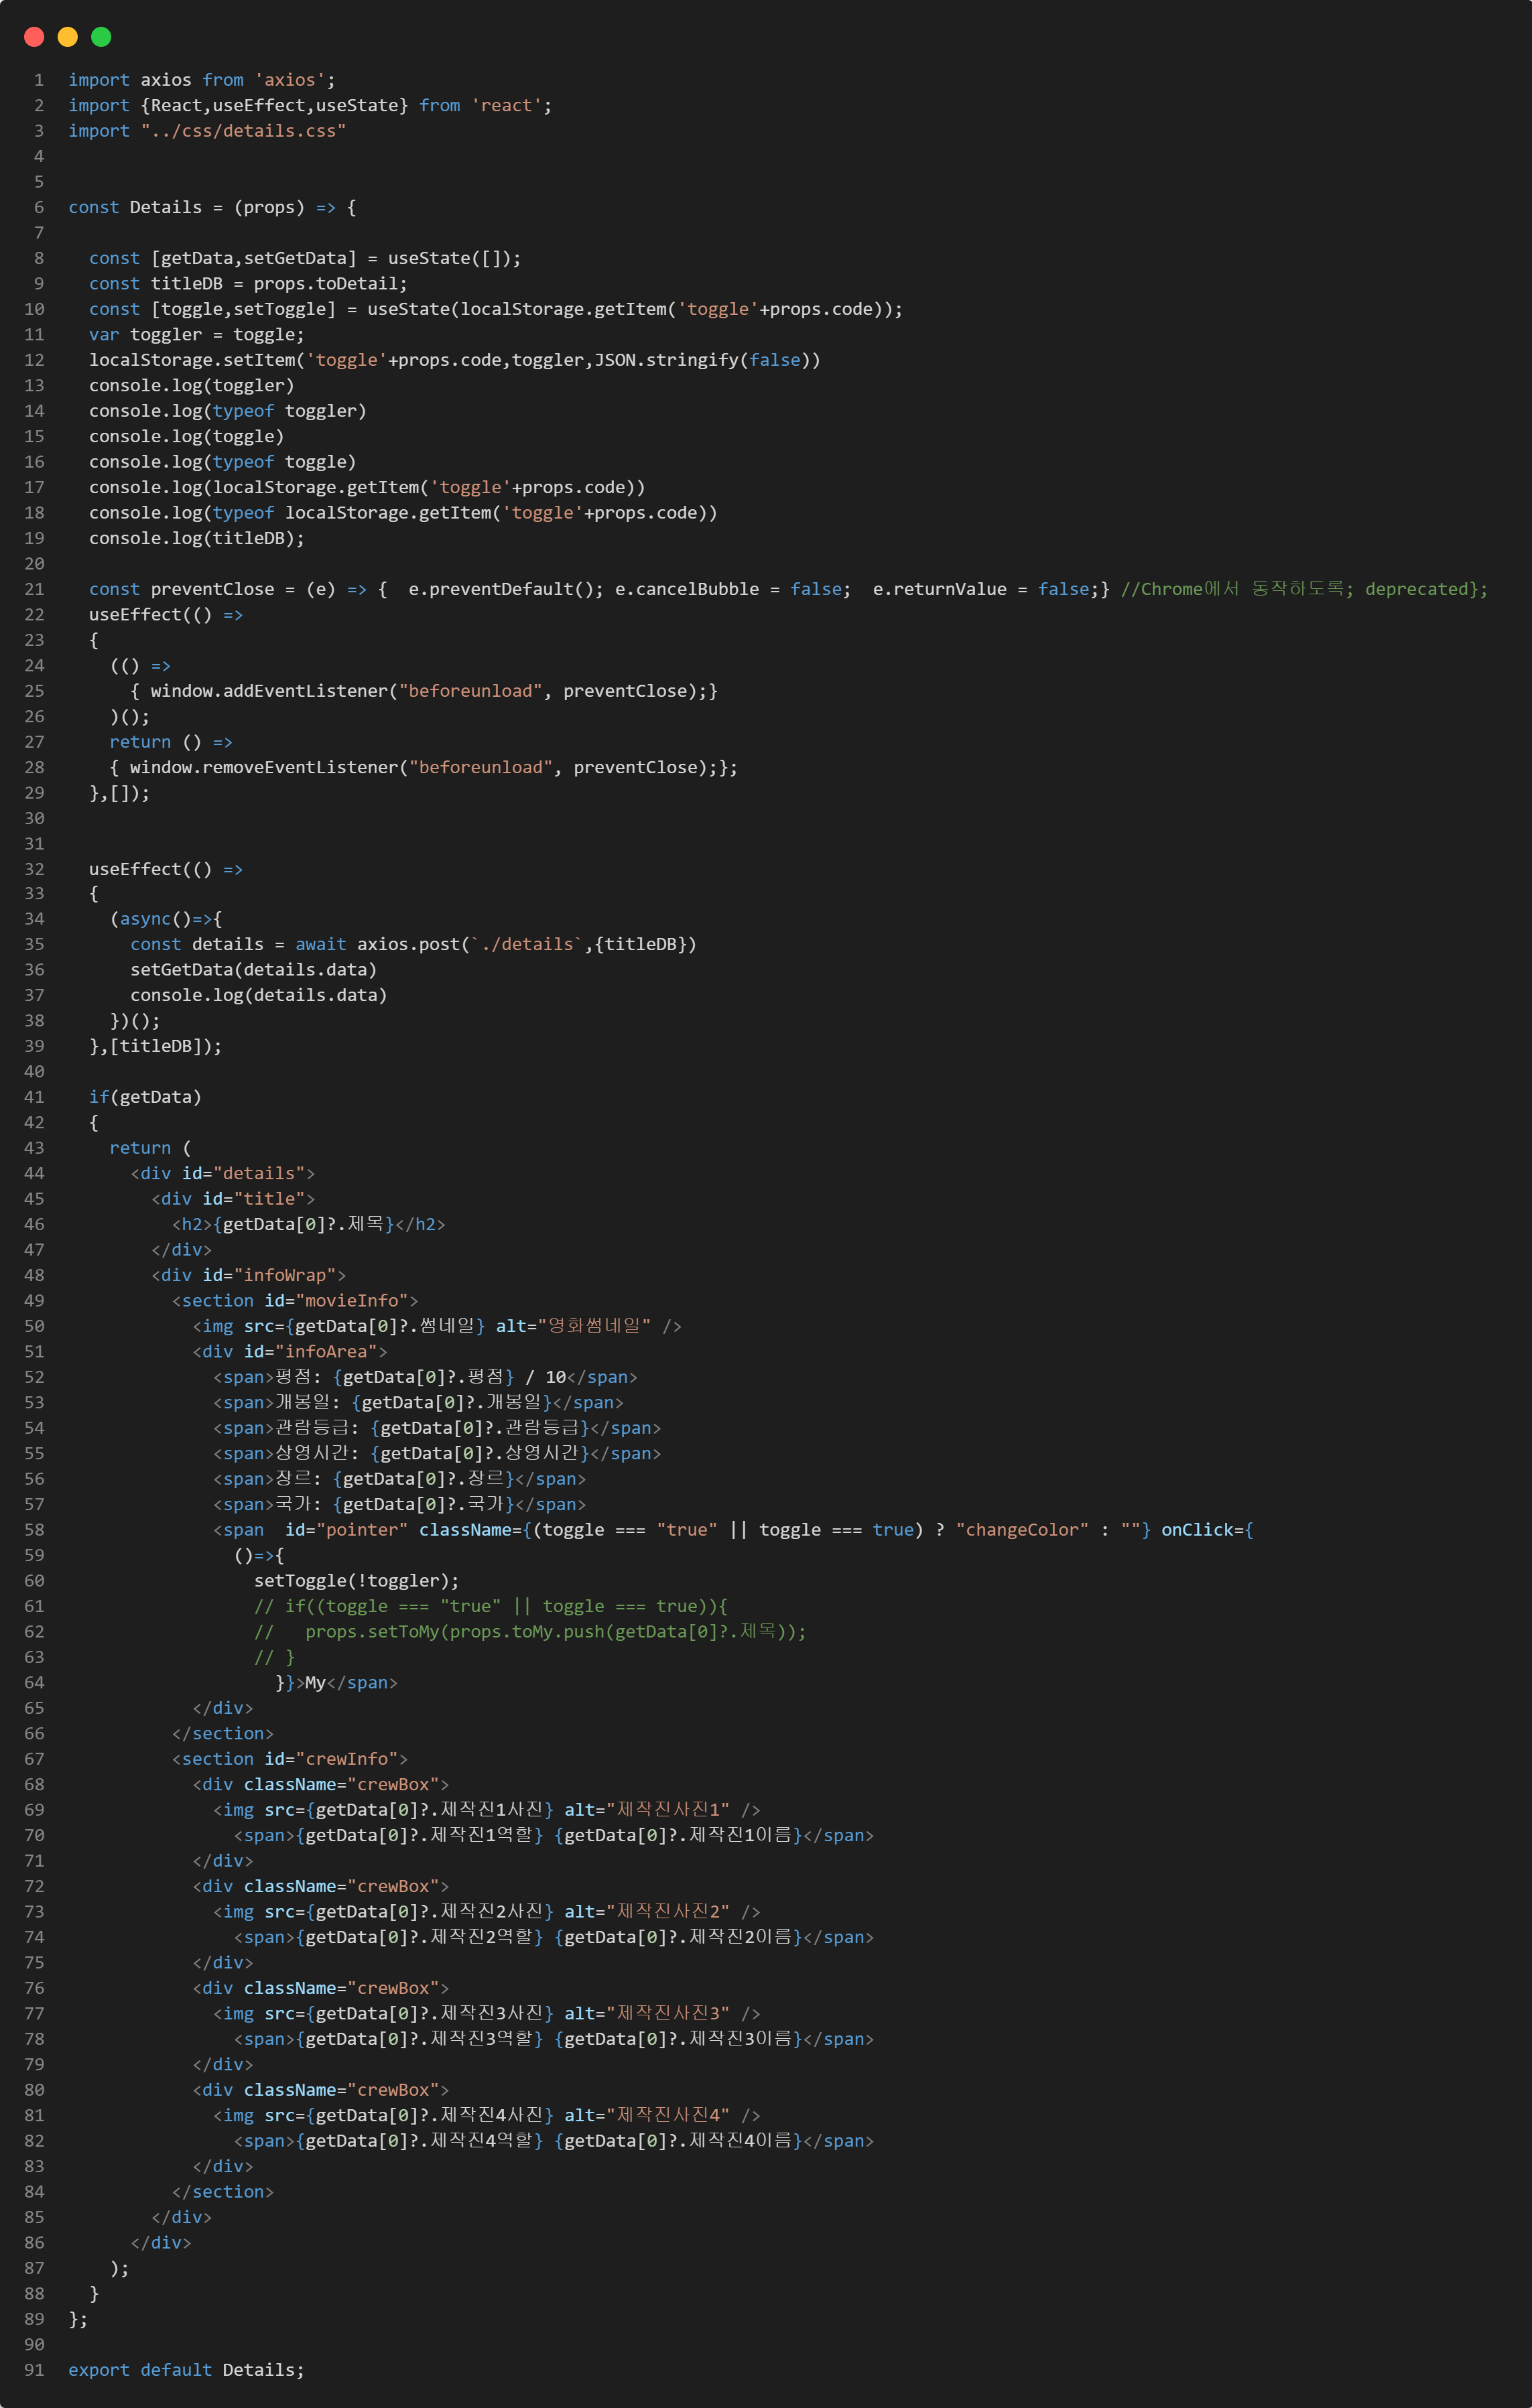 1 import axios from 'axios';
2 import {React,useEffect,useState} from 'react';
3 import "../css/details.css"
4
5
6 const Details = (props) => {
7
8   const [getData,setGetData] = useState([]);
9   const titleDB = props.toDetail;
10   const [toggle,setToggle] = useState(localStorage.getItem('toggle'+props.code));
11   var toggler = toggle;
12   localStorage.setItem('toggle'+props.code,toggler,JSON.stringify(false))
13   console.log(toggler)
14   console.log(typeof toggler)
15   console.log(toggle)
16   console.log(typeof toggle)
17   console.log(localStorage.getItem('toggle'+props.code))
18   console.log(typeof localStorage.getItem('toggle'+props.code))
19   console.log(titleDB);
20
21   const preventClose = (e) => {  e.preventDefault(); e.cancelBubble = false;  e.returnValue = false;} //Chrome에서 동작하도록; deprecated};
22   useEffect(() =>
23   {
24     (() =>
25       { window.addEventListener("beforeunload", preventClose);}
26     )();
27     return () =>
28     { window.removeEventListener("beforeunload", preventClose);};
29   },[]);
30
31
32   useEffect(() =>
33   {
34     (async()=>{
35       const details = await axios.post(`./details`,{titleDB})
36       setGetData(details.data)
37       console.log(details.data)
38     })();
39   },[titleDB]);
40
41   if(getData)
42   {
43     return (
44       <div id="details">
45         <div id="title">
46           <h2>{getData[0]?.제목}</h2>
47         </div>
48         <div id="infoWrap">
49           <section id="movieInfo">
50             <img src={getData[0]?.썸네일} alt="영화썸네일" />
51             <div id="infoArea">
52               <span>평점: {getData[0]?.평점} / 10</span>
53               <span>개봉일: {getData[0]?.개봉일}</span>
54               <span>관람등급: {getData[0]?.관람등급}</span>
55               <span>상영시간: {getData[0]?.상영시간}</span>
56               <span>장르: {getData[0]?.장르}</span>
57               <span>국가: {getData[0]?.국가}</span>
58               <span  id="pointer" className={(toggle === "true" || toggle === true) ? "changeColor" : ""} onClick={
59                 ()=>{
60                   setToggle(!toggler);
61                   // if((toggle === "true" || toggle === true)){
62                   //   props.setToMy(props.toMy.push(getData[0]?.제목));
63                   // }
64                     }}>My</span>
65             </div>
66           </section>
67           <section id="crewInfo">
68             <div className="crewBox">
69               <img src={getData[0]?.제작진1사진} alt="제작진사진1" />
70                 <span>{getData[0]?.제작진1역할} {getData[0]?.제작진1이름}</span>
71             </div>
72             <div className="crewBox">
73               <img src={getData[0]?.제작진2사진} alt="제작진사진2" />
74                 <span>{getData[0]?.제작진2역할} {getData[0]?.제작진2이름}</span>
75             </div>
76             <div className="crewBox">
77               <img src={getData[0]?.제작진3사진} alt="제작진사진3" />
78                 <span>{getData[0]?.제작진3역할} {getData[0]?.제작진3이름}</span>
79             </div>
80             <div className="crewBox">
81               <img src={getData[0]?.제작진4사진} alt="제작진사진4" />
82                 <span>{getData[0]?.제작진4역할} {getData[0]?.제작진4이름}</span>
83             </div>
84           </section>
85         </div>
86       </div>
87     );
88   }
89 };
90
91 export default Details;